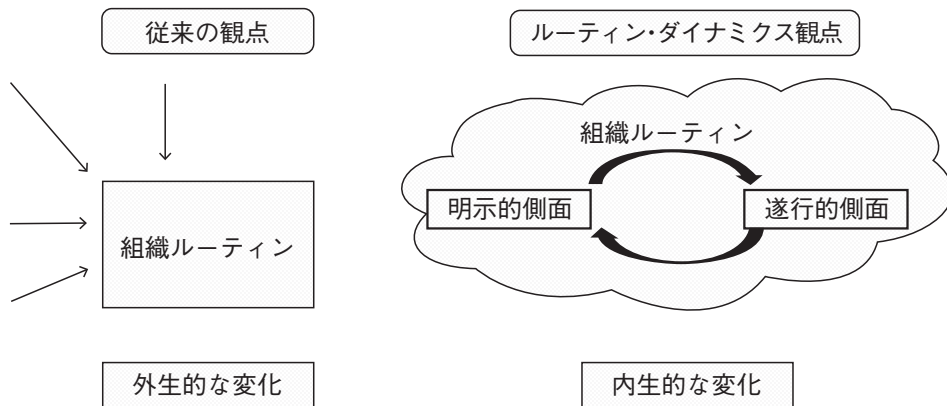 従来の観点
組織ルーティン
外生的な変化
ルーティン・ダイナミクス観点
組織ルーティン
明示的側面
遂行的側面
内生的な変化